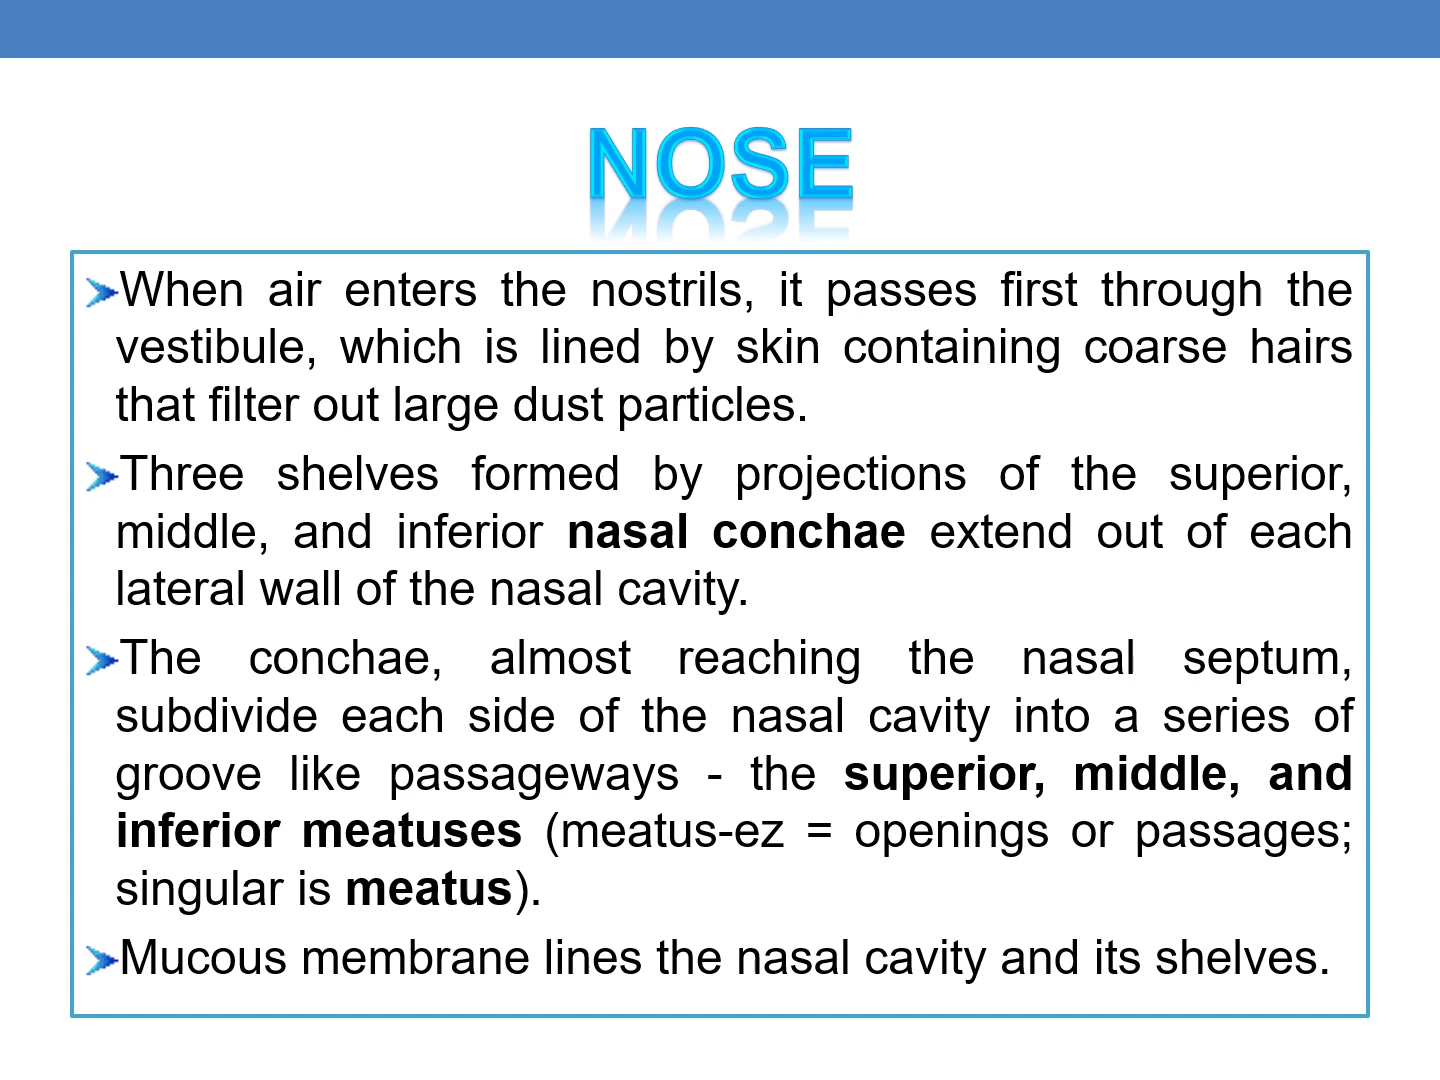 NOSE
When air enters the nostrils, it passes first through the
vestibule, which is lined by skin containing coarse hairs
that filter out large dust particles.
Three shelves formed by projections of the superior,
middle, and inferior nasal conchae extend out of each
lateral wall of the nasal cavity.
The conchae, almost reaching the nasal septum,
subdivide each side of the nasal cavity into a series of
groove like passageways - the superior, middle, and
inferior meatuses (meatus-ez = openings or passages;
singular is meatus).
Mucous membrane lines the nasal cavity and its shelves.